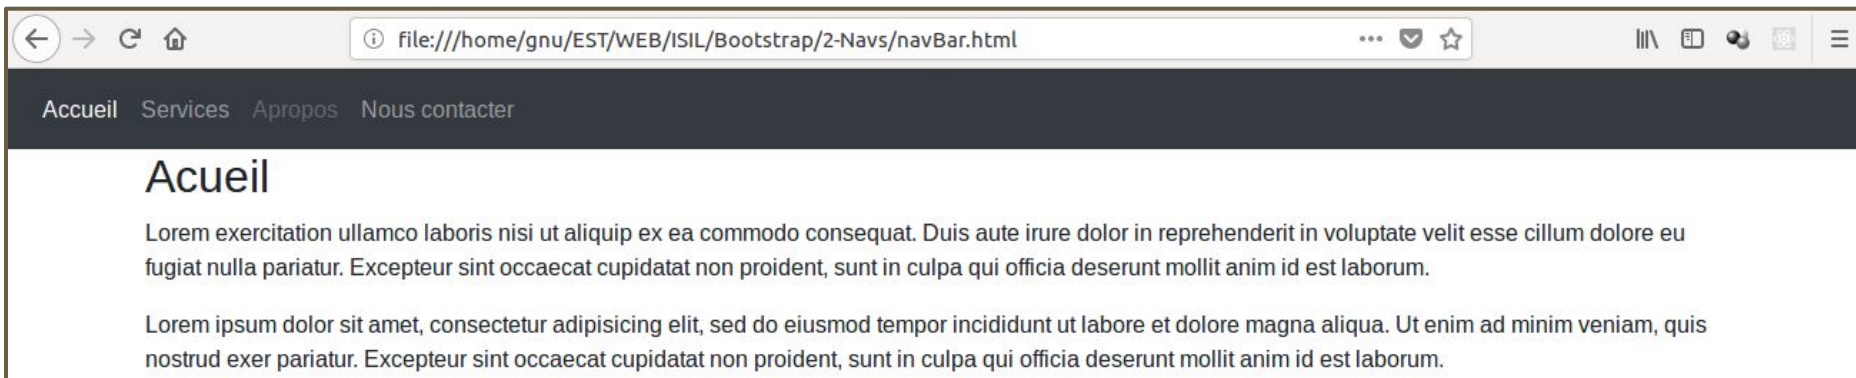 file:///home/gnu/EST/WEB/ISIL/Bootstrap/2-Navs/navBar.html
Accueil Services Apropos Nous contacter
Acueil
Lorem exercitation ullamco laboris nisi ut aliquip ex ea commodo consequat. Duis aute irure dolor in reprehenderit in voluptate velit esse cillum dolore eu
fugiat nulla pariatur. Excepteur sint occaecat cupidatat non proident, sunt in culpa qui officia deserunt mollit anim id est laborum.
Lorem ipsum dolor sit amet, consectetur adipisicing elit, sed do eiusmod tempor incididunt ut labore et dolore magna aliqua. Ut enim ad minim veniam, quis
nostrud exer pariatur. Excepteur sint occaecat cupidatat non proident, sunt in culpa qui officia deserunt mollit anim id est laborum.